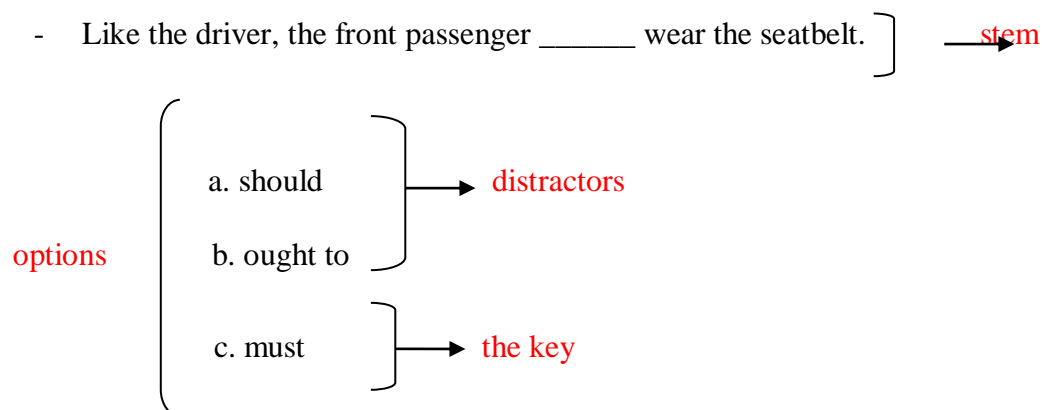 - Like the driver, the front passenger ______ wear the seatbelt. stem
a. should
distractors
options b. ought to
c. must the key